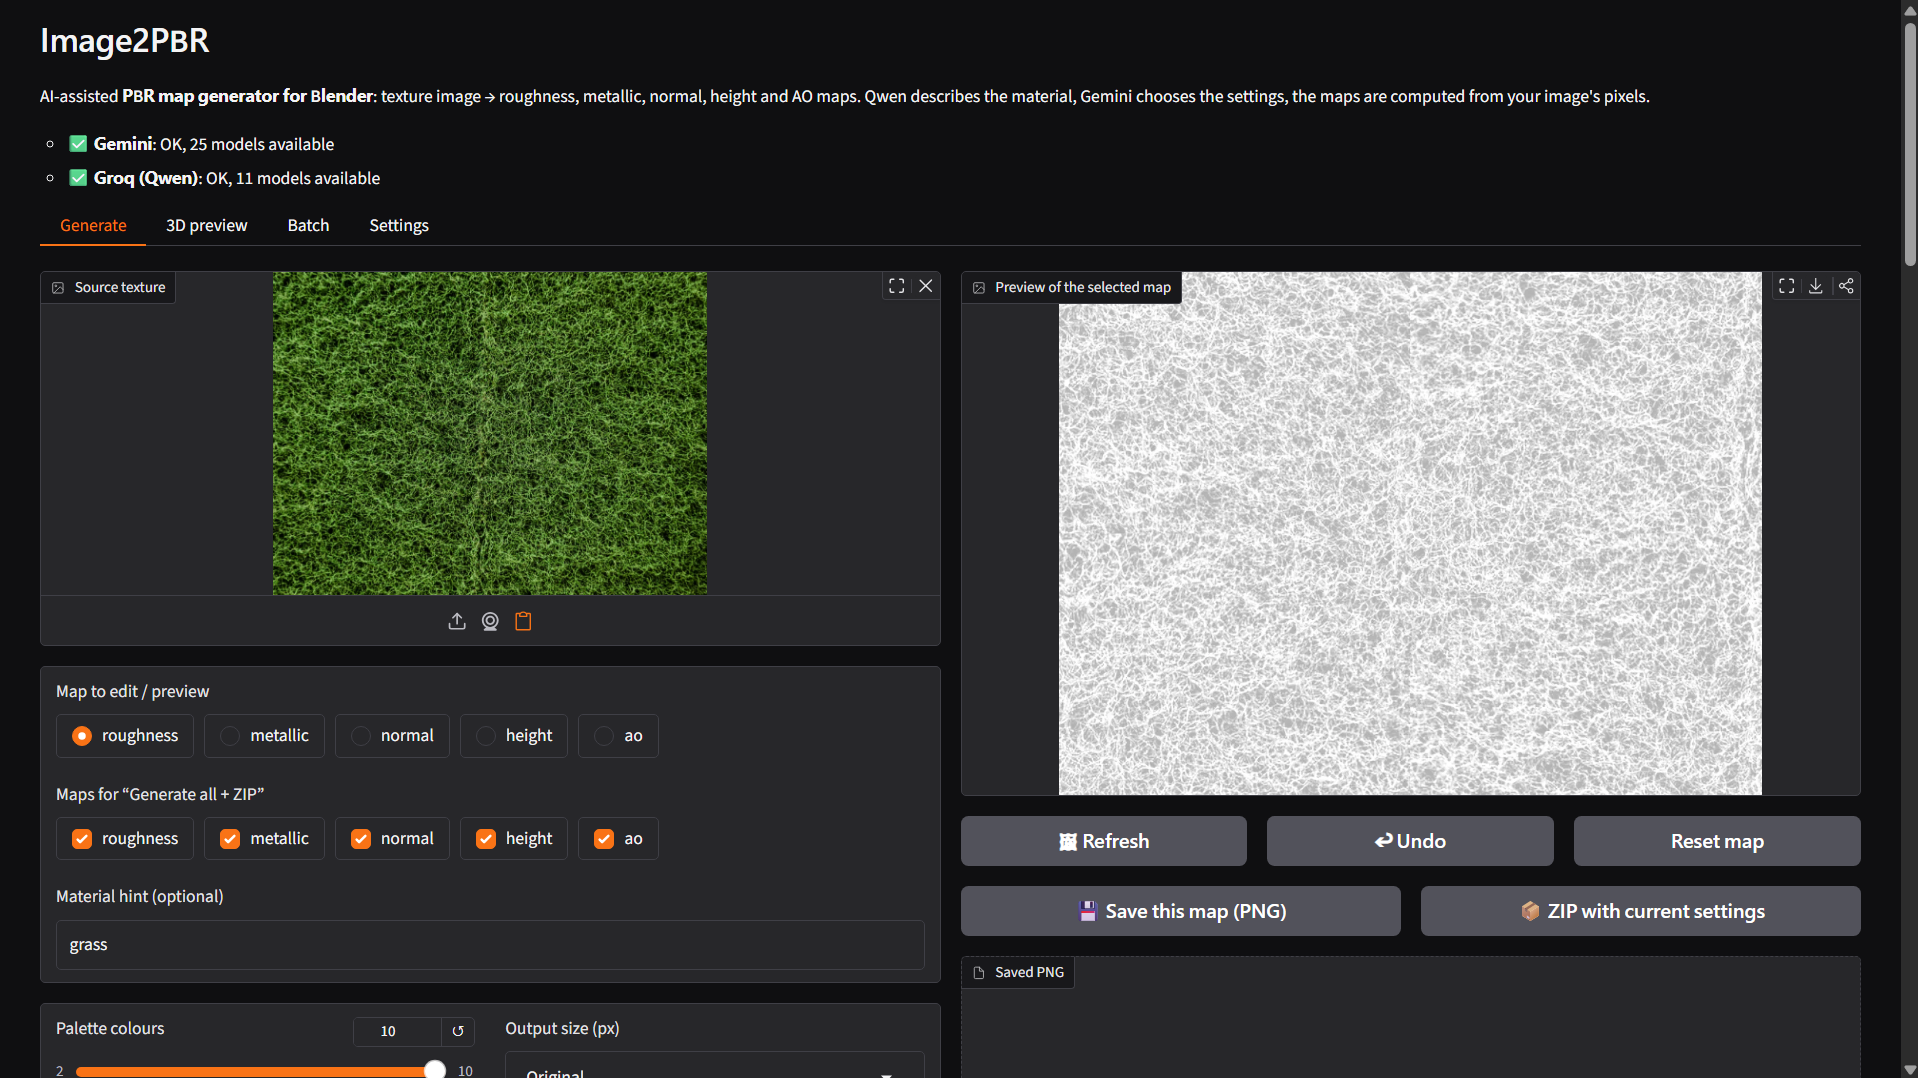 Image2PBR
AI-assisted PBR map generator for Blender: texture image → roughness, metallic, normal, height and AO maps. Qwen describes the material, Gemini chooses the settings, the maps are computed from your image's pixels.
✅ Gemini: OK, 25 models available
✅ Groq (Qwen): OK, 11 models available
Generate 3D preview Batch Settings
Source texture
Preview of the selected map
Map to edit / preview
roughness metallic normal height ao
Maps for “Generate all + ZIP”
roughness metallic normal height ao
Material hint (optional)
grass
Palette colours 10
2 10
Output size (px)
Original
Refresh Undo Reset map
Save this map (PNG) ZIP with current settings
Saved PNG